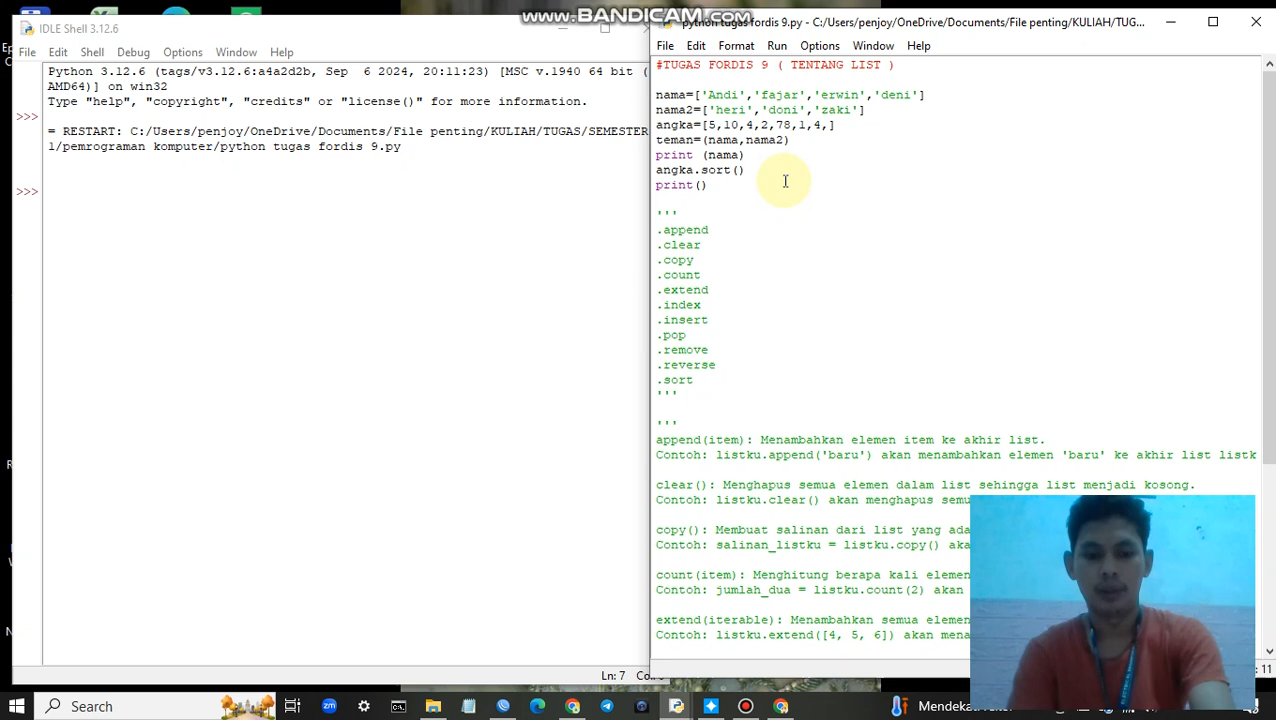 www.BANDICAM.com
IDLE Shell 3.12.6
File Edit Shell Debug Options Window Help
Python 3.12.6 (tags/v3.12.6:a4a2d2b, Sep  6 2024, 20:11:23) [MSC v.1940 64 bit (
AMD64)] on win32
Type "help", "copyright", "credits" or "license()" for more information.
>>>
= RESTART: C:/Users/penjoy/OneDrive/Documents/File penting/KULIAH/TUGAS/SEMESTER
1/pemrograman komputer/python tugas fordis 9.py
>>>
Ln: 7
python tugas fordis 9.py - C:/Users/penjoy/OneDrive/Documents/File penting/KULIAH/TUG...
File Edit Format Run Options Window Help
#TUGAS FORDIS 9 ( TENTANG LIST )
nama=['Andi','fajar','erwin','deni']
nama2=['heri','doni','zaki']
angka=[5,10,4,2,78,1,4,]
teman=(nama,nama2)
print (nama)
angka.sort()
print()
'''
.append
.clear
.copy
.count
.extend
.index
.insert
.pop
.remove
.reverse
.sort
'''
'''
append(item): Menambahkan elemen item ke akhir list.
Contoh: listku.append('baru') akan menambahkan elemen 'baru' ke akhir list listk
clear(): Menghapus semua elemen dalam list sehingga list menjadi kosong.
Contoh: listku.clear() akan menghapus semu
copy(): Membuat salinan dari list yang ada
Contoh: salinan_listku = listku.copy() aka
count(item): Menghitung berapa kali elemen
Contoh: jumlah_dua = listku.count(2) akan
extend(iterable): Menambahkan semua elemen
Contoh: listku.extend([4, 5, 6]) akan mena
11
Search
zm